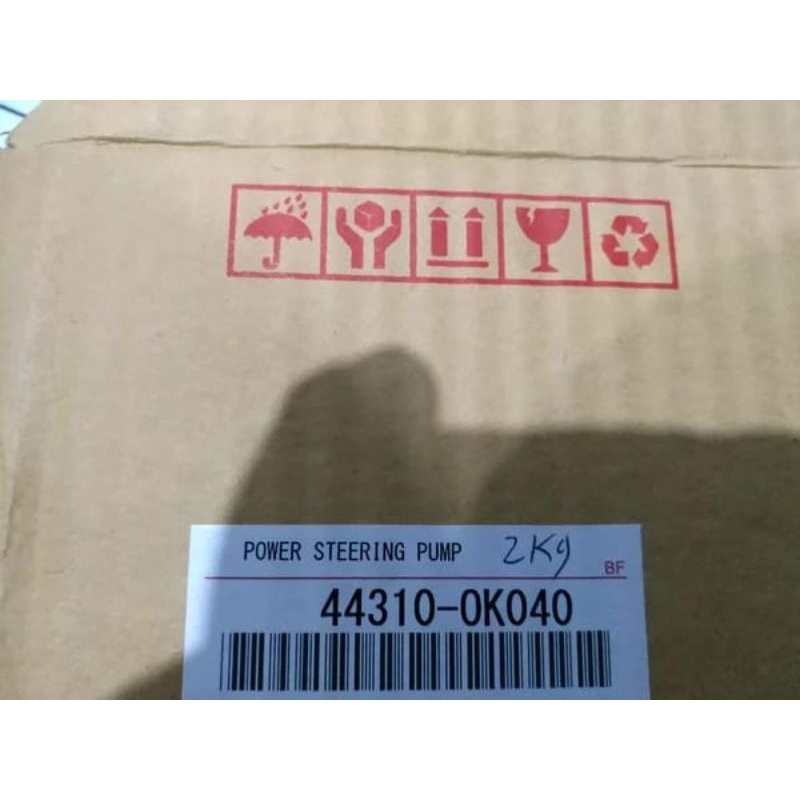 POWER STEERING PUMP 2Kg
BF
44310-0K040